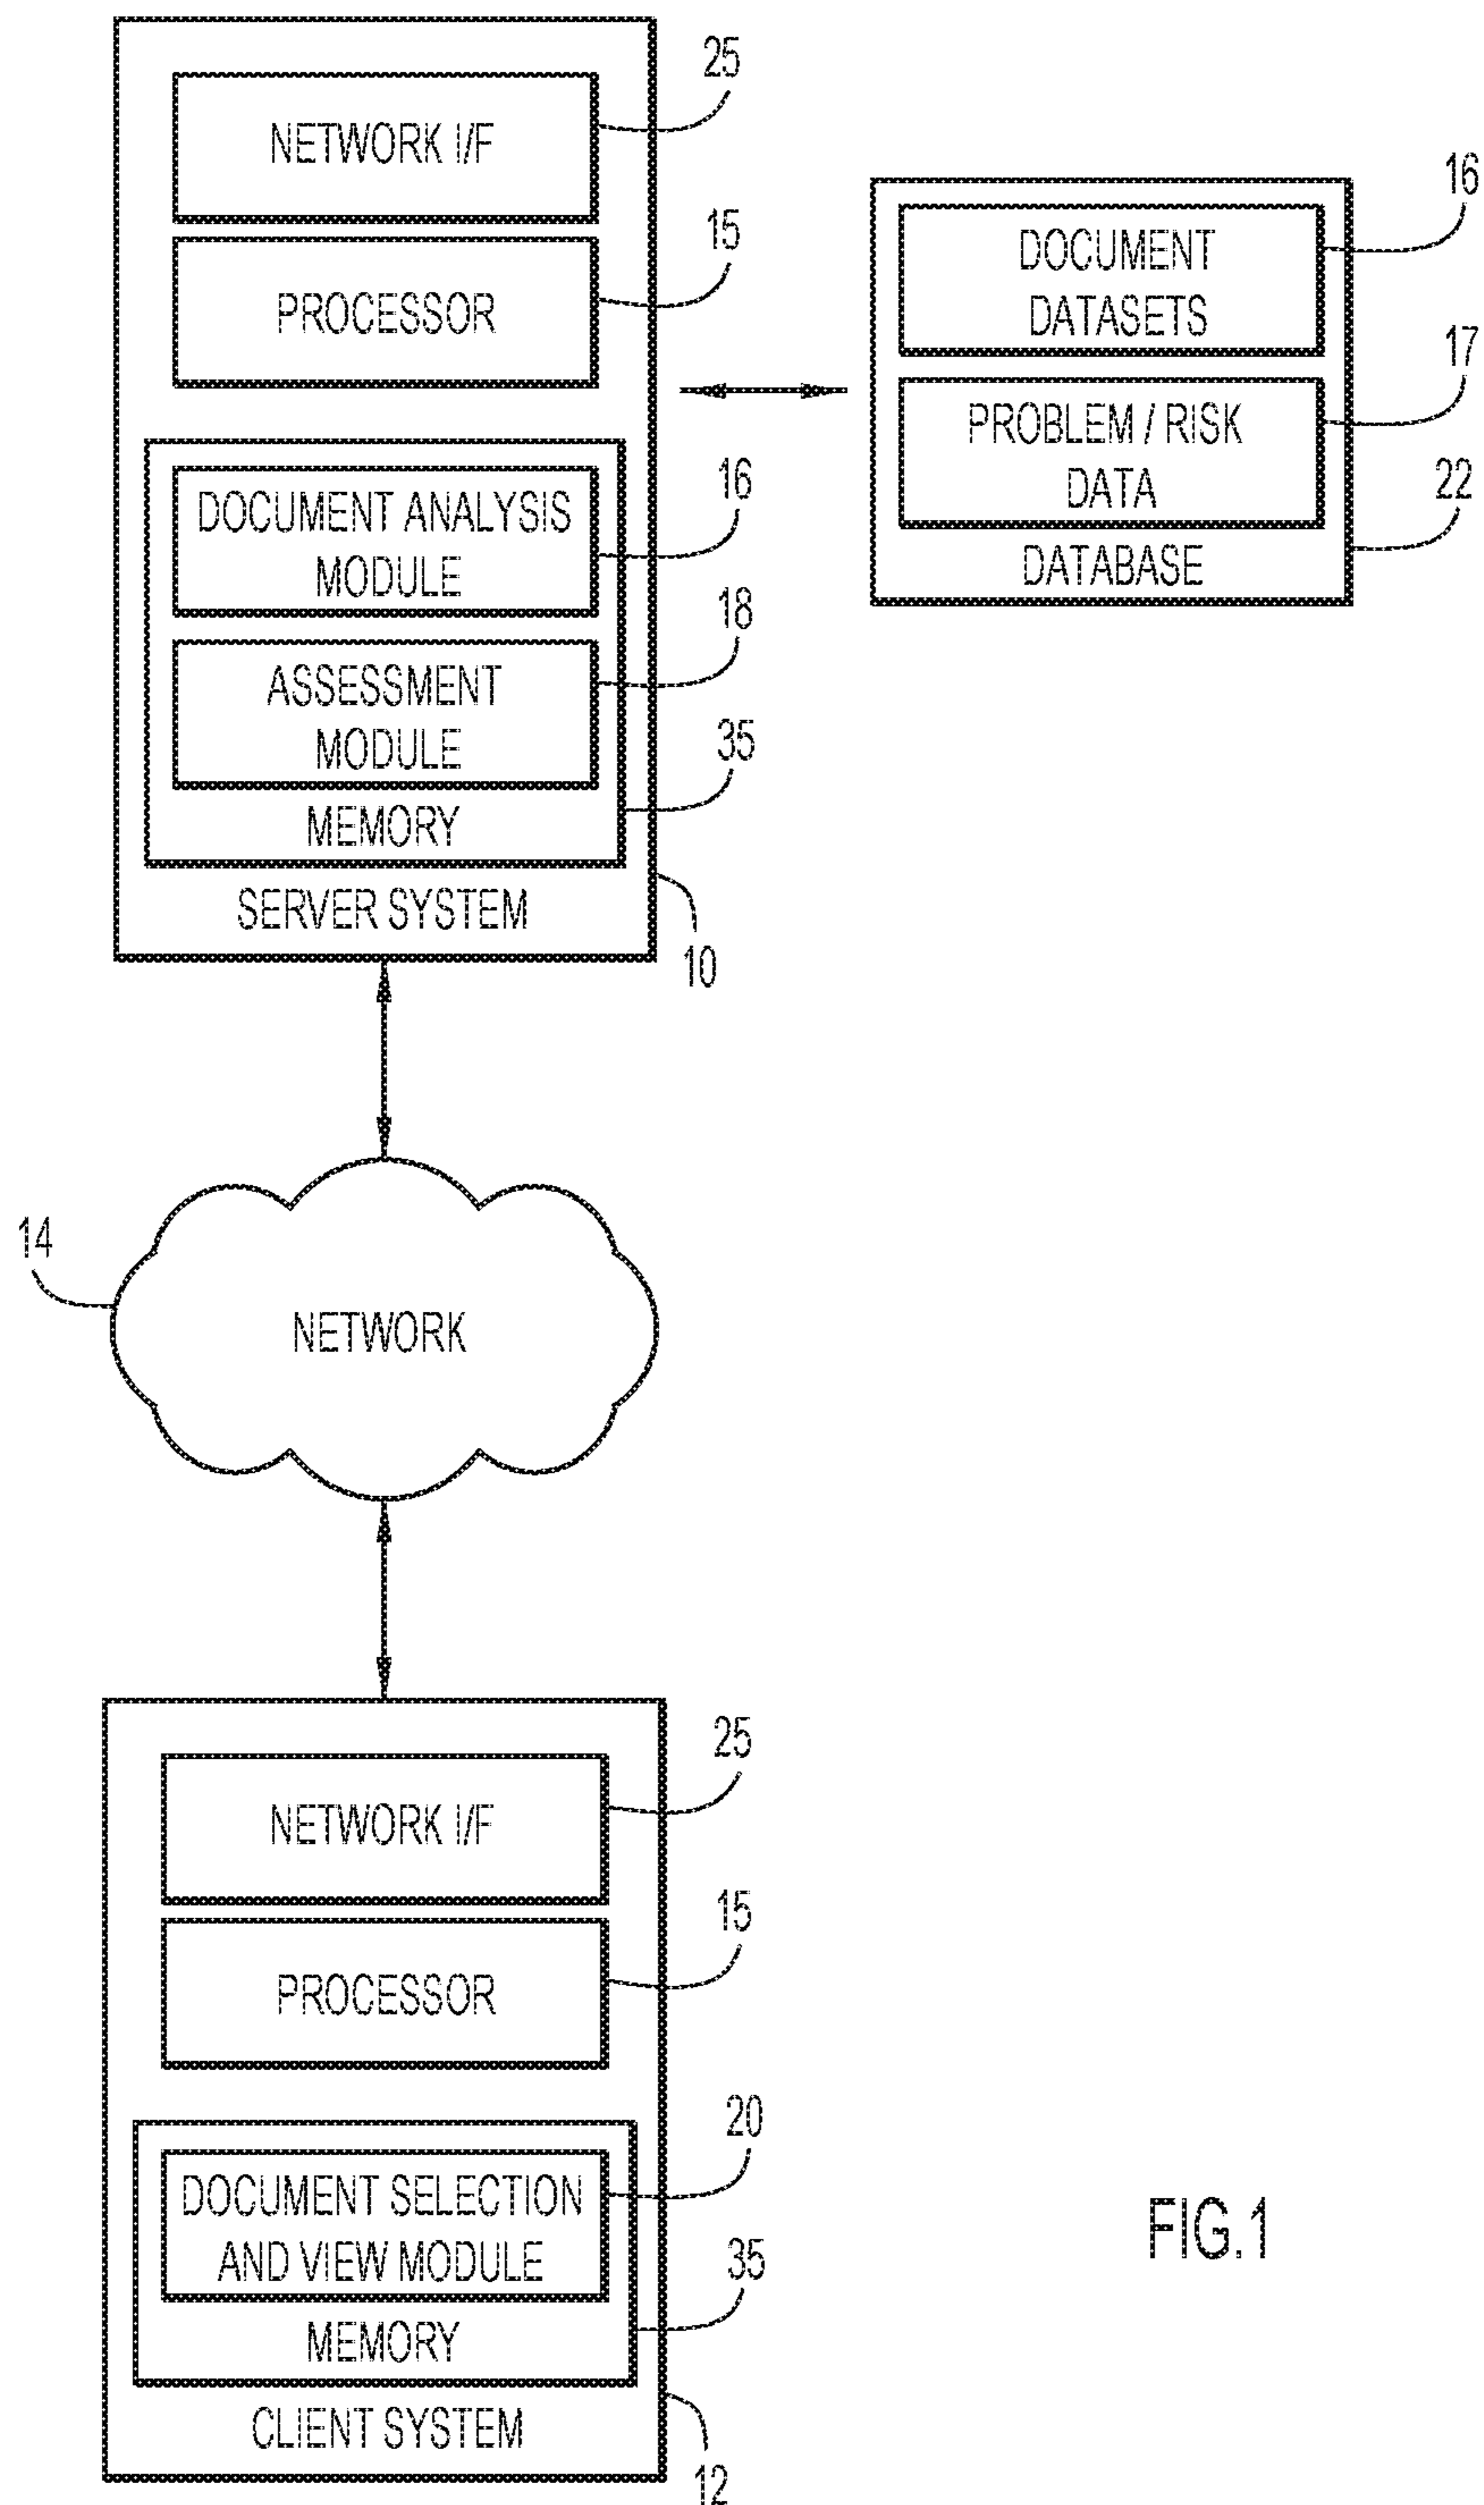 25
NETWORK I/F
15
PROCESSOR
16
DOCUMENT ANALYSIS
MODULE
18
ASSESSMENT
MODULE
35
MEMORY
SERVER SYSTEM
10
16
DOCUMENT
DATASETS
17
PROBLEM / RISK
DATA
22
DATABASE
14
NETWORK
25
NETWORK I/F
15
PROCESSOR
20
DOCUMENT SELECTION
AND VIEW MODULE
35
MEMORY
CLIENT SYSTEM
12
FIG.1